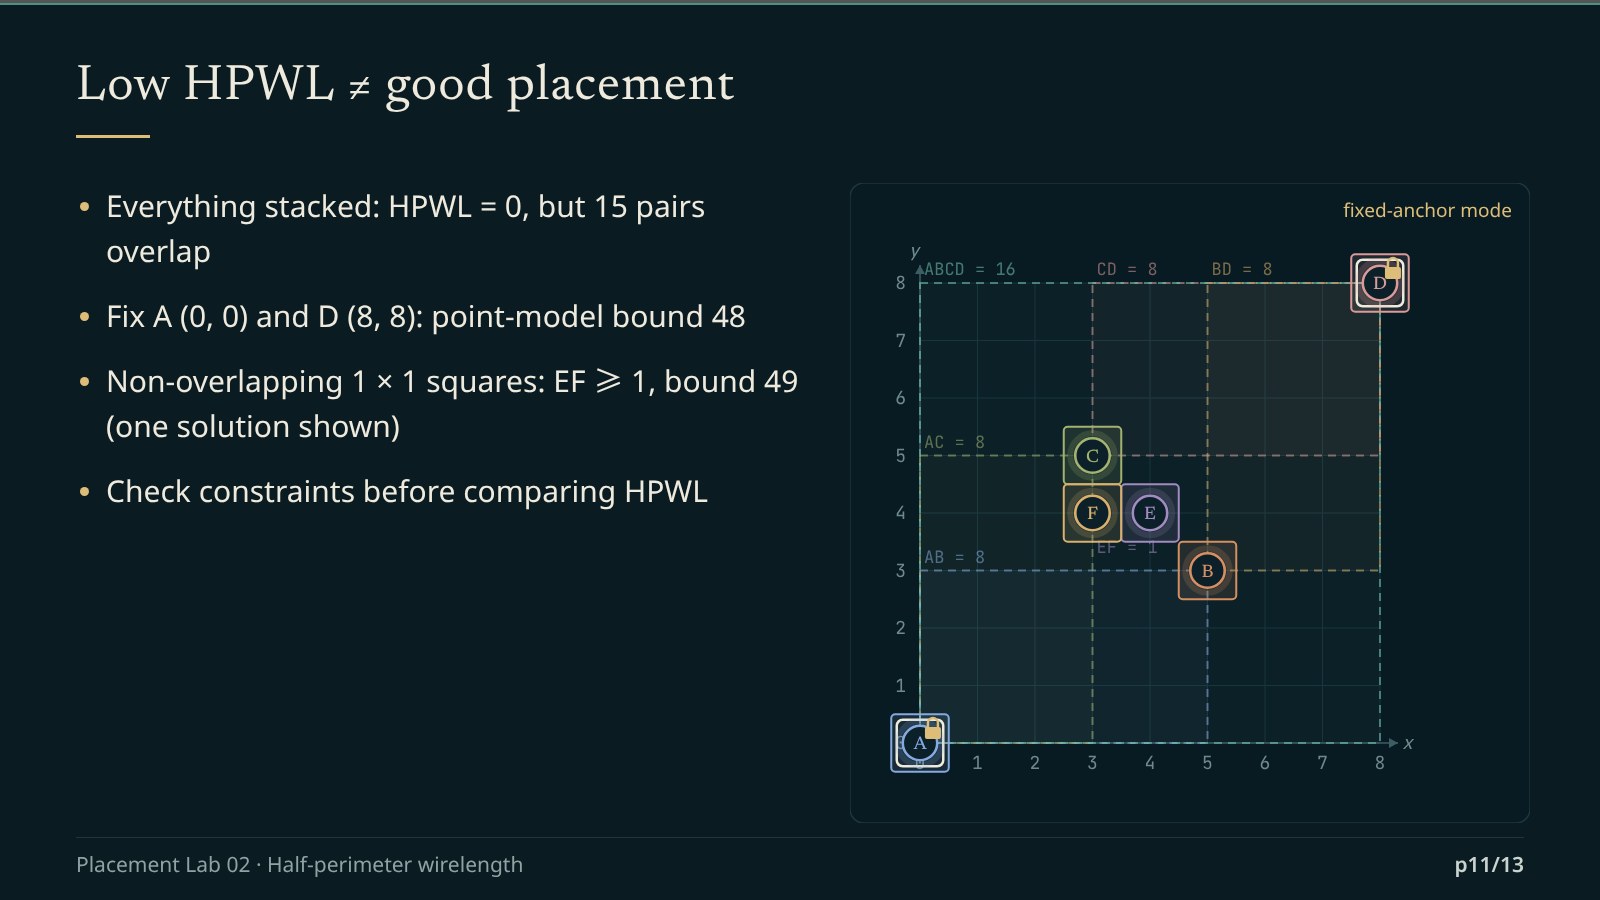 Low HPWL ≠ good placement
• Everything stacked: HPWL = 0, but 15 pairs
overlap
• Fix A (0, 0) and D (8, 8): point-model bound 48
• Non-overlapping 1 × 1 squares: EF ⩾ 1, bound 49
(one solution shown)
• Check constraints before comparing HPWL
fixed-anchor mode
y
ABCD = 16
CD = 8
BD = 8
8
D
7
6
AC = 8
5
C
4
F
E
EF = 1
AB = 8
3
B
2
1
0
A
x
0
1
2
3
4
5
6
7
8
Placement Lab 02 · Half-perimeter wirelength
p11/13